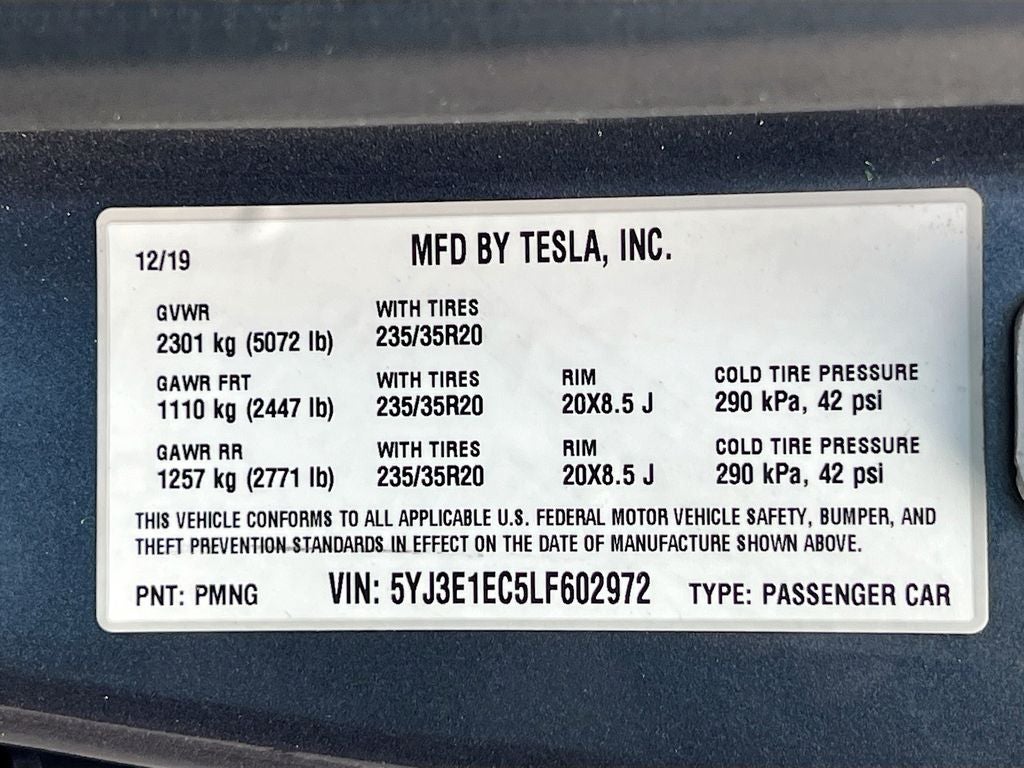 12/19 MFD BY TESLA, INC.
GVWR WITH TIRES
2301 kg (5072 lb) 235/35R20
GAWR FRT WITH TIRES RIM COLD TIRE PRESSURE
1110 kg (2447 lb) 235/35R20 20X8.5 J 290 kPa, 42 psi
GAWR RR WITH TIRES RIM COLD TIRE PRESSURE
1257 kg (2771 lb) 235/35R20 20X8.5 J 290 kPa, 42 psi
THIS VEHICLE CONFORMS TO ALL APPLICABLE U.S. FEDERAL MOTOR VEHICLE SAFETY, BUMPER, AND
THEFT PREVENTION STANDARDS IN EFFECT ON THE DATE OF MANUFACTURE SHOWN ABOVE.
PNT: PMNG VIN: 5YJ3E1EC5LF602972 TYPE: PASSENGER CAR